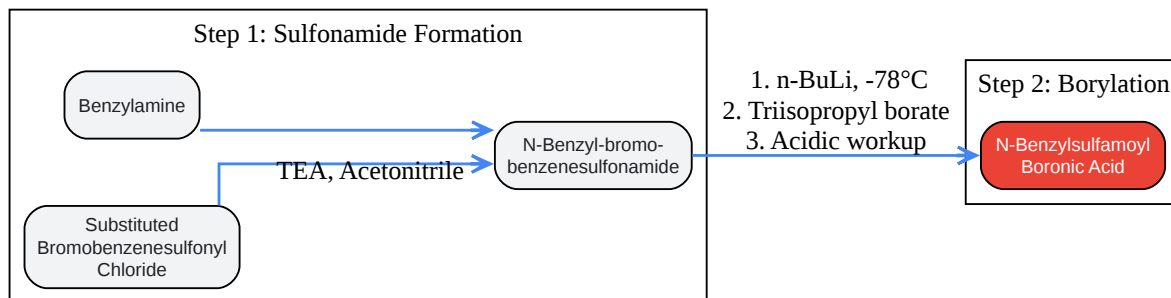 Step 1: Sulfonamide Formation
Benzylamine
TEA, Acetonitrile
Substituted
Bromobenzenesulfonyl
Chloride
N-Benzyl-bromo-
benzenesulfonamide
1. n-BuLi, -78°C
2. Triisopropyl borate
3. Acidic workup
Step 2: Borylation
N-Benzylsulfamoyl
Boronic Acid